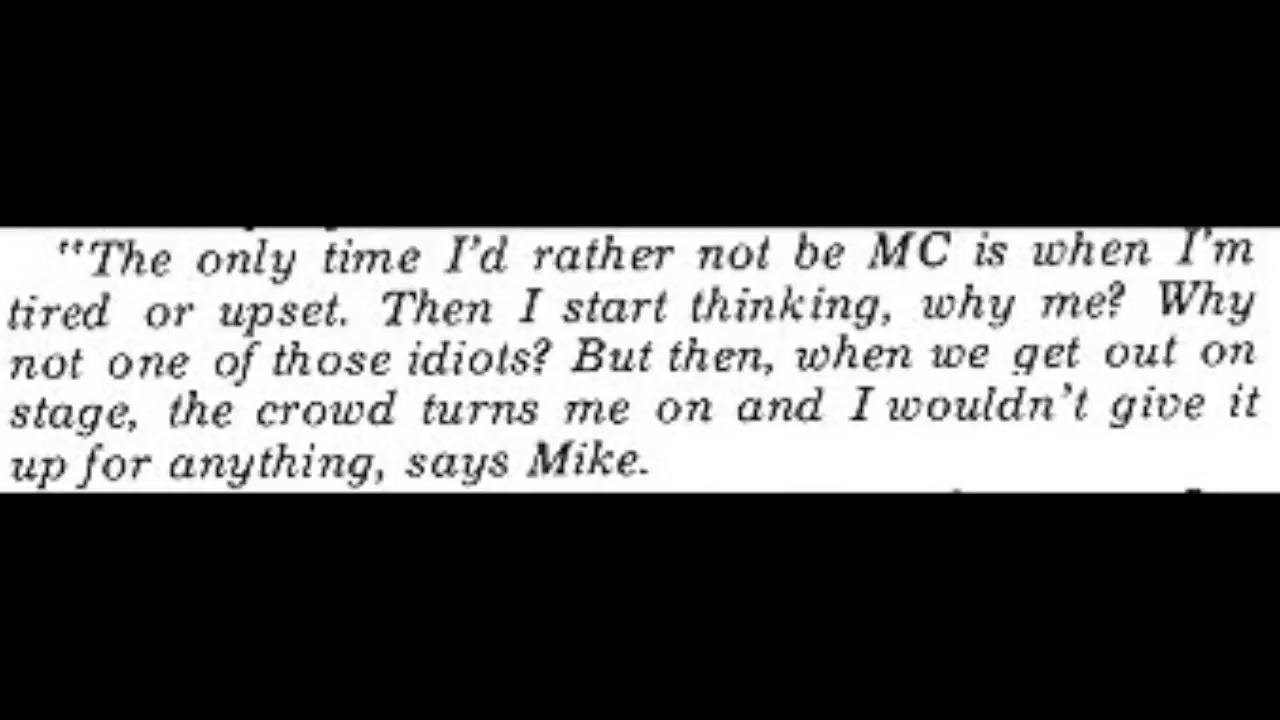 "The only time I'd rather not be MC is when I'm
tired or upset. Then I start thinking, why me? Why
not one of those idiots? But then, when we get out on
stage, the crowd turns me on and I wouldn't give it
up for anything, says Mike.